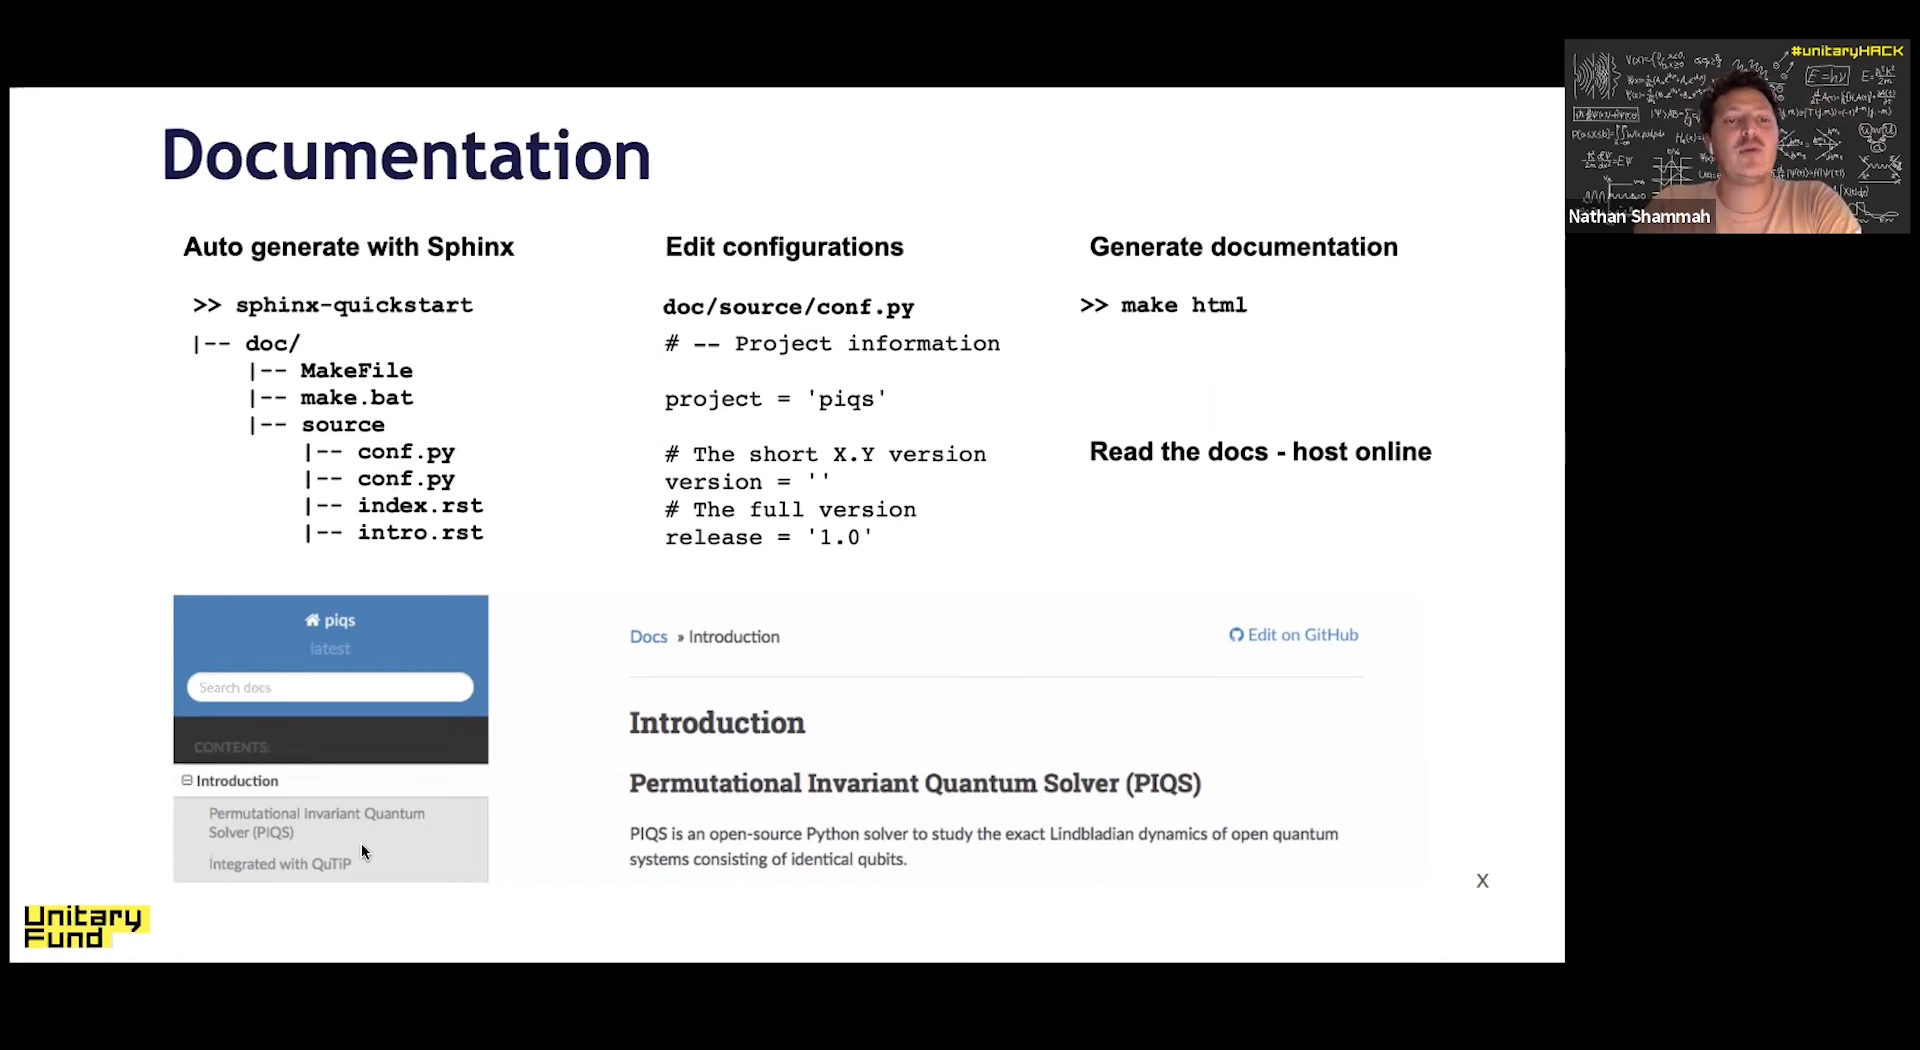 Documentation
Auto generate with Sphinx
>> sphinx-quickstart
|-- doc/
|-- MakeFile
|-- make.bat
|-- source
|-- conf.py
|-- conf.py
|-- index.rst
|-- intro.rst
Edit configurations
doc/source/conf.py
# -- Project information
project = 'piqs'
# The short X.Y version
version = ''
# The full version
release = '1.0'
Generate documentation
>> make html
Read the docs - host online
piqs
latest
Search docs
CONTENTS:
Introduction
Permutational Invariant Quantum
Solver (PIQS)
Integrated with QuTiP
Docs » Introduction
Edit on GitHub
Introduction
Permutational Invariant Quantum Solver (PIQS)
PIQS is an open-source Python solver to study the exact Lindbladian dynamics of open quantum
systems consisting of identical qubits.
X
Unitary
Fund
#unitaryHACK
Nathan Shammah